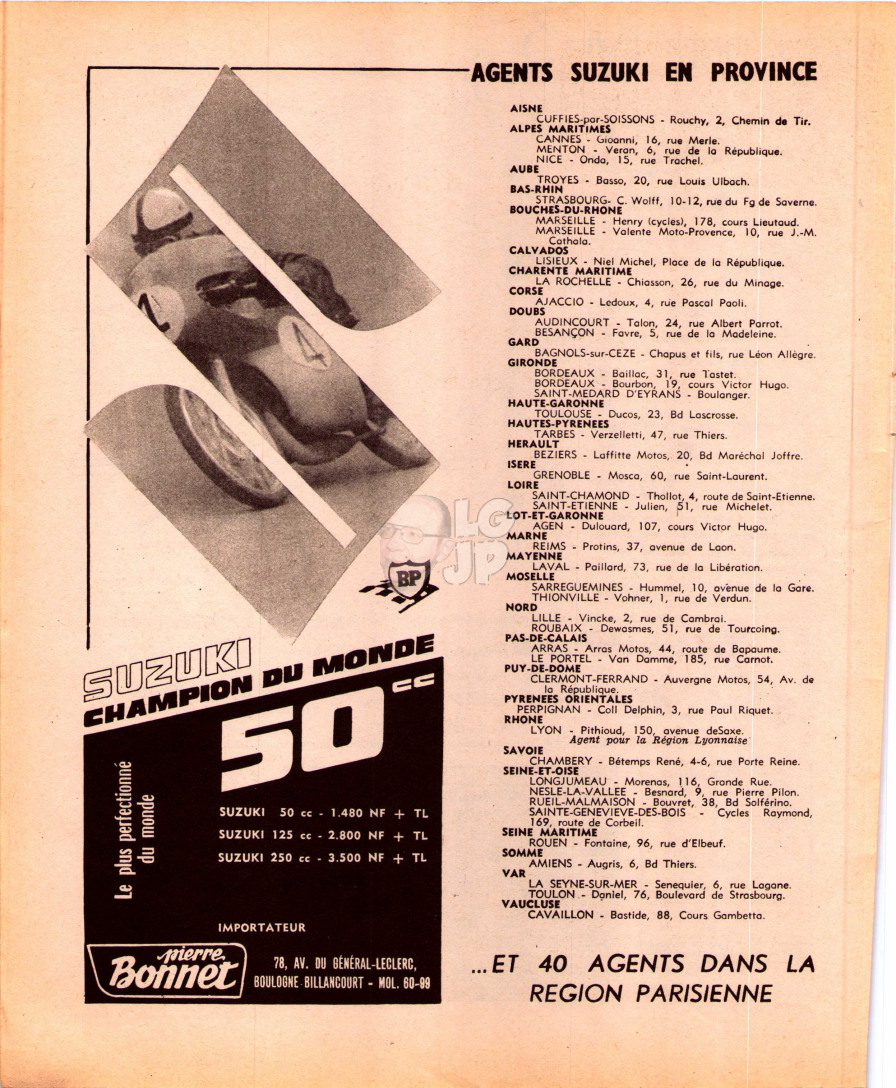 AGENTS SUZUKI EN PROVINCE
AISNE
CUFFIES-par-SOISSONS - Rouchy, 2, Chemin de Tir.
ALPES MARITIMES
CANNES - Gioanni, 16, rue Merle.
MENTON - Veran, 6, rue de la République.
NICE - Onda, 15, rue Trachel.
AUBE
TROYES - Basso, 20, rue Louis Ulbach.
BAS-RHIN
STRASBOURG- C. Wolff, 10-12, rue du Fg de Saverne.
BOUCHES-DU-RHONE
MARSEILLE - Henry (cycles), 178, cours Lieutaud.
MARSEILLE - Valente Moto-Provence, 10, rue J.-M.
Cathala.
CALVADOS
LISIEUX - Niel Michel, Place de la République.
CHARENTE MARITIME
LA ROCHELLE - Chiasson, 26, rue du Minage.
CORSE
AJACCIO - Ledoux, 4, rue Pascal Paoli.
DOUBS
AUDINCOURT - Talon, 24, rue Albert Parrot.
BESANÇON - Favre, 5, rue de la Madeleine.
GARD
BAGNOLS-sur-CEZE - Chapus et fils, rue Léon Allègre.
GIRONDE
BORDEAUX - Baillac, 31, rue Tastet.
BORDEAUX - Bourbon, 19, cours Victor Hugo.
SAINT-MEDARD D'EYRANS - Boulanger.
HAUTE-GARONNE
TOULOUSE - Ducos, 23, Bd Lascrosse.
HAUTES-PYRENEES
TARBES - Verzelletti, 47, rue Thiers.
HERAULT
BEZIERS - Laffitte Motos, 20, Bd Maréchal Joffre.
ISERE
GRENOBLE - Mosca, 60, rue Saint-Laurent.
LOIRE
SAINT-CHAMOND - Thollot, 4, route de Saint-Etienne.
SAINT-ETIENNE - Julien, 51, rue Michelet.
LOT-ET-GARONNE
AGEN - Dulouard, 107, cours Victor Hugo.
MARNE
REIMS - Protins, 37, avenue de Laon.
MAYENNE
LAVAL - Paillard, 73, rue de la Libération.
MOSELLE
SARREGUEMINES - Hummel, 10, avenue de la Gare.
THIONVILLE - Vohner, 1, rue de Verdun.
NORD
LILLE - Vincke, 2, rue de Cambrai.
ROUBAIX - Dewasmes, 51, rue de Tourcoing.
PAS-DE-CALAIS
ARRAS - Arras Motos, 44, route de Bapaume.
LE PORTEL - Van Damme, 185, rue Carnot.
PUY-DE-DOME
CLERMONT-FERRAND - Auvergne Motos, 54, Av. de
la République.
PYRENEES ORIENTALES
PERPIGNAN - Coll Delphin, 3, rue Paul Riquet.
RHONE
LYON - Pithioud, 150, avenue deSaxe.
Agent pour la Région Lyonnaise
SAVOIE
CHAMBERY - Bétemps René, 4-6, rue Porte Reine.
SEINE-ET-OISE
LONGJUMEAU - Morenas, 116, Grande Rue.
NESLE-LA-VALLEE - Besnard, 9, rue Pierre Pilon.
RUEIL-MALMAISON - Bouvret, 38, Bd Solférino.
SAINTE-GENEVIEVE-DES-BOIS - Cycles Raymond,
169, route de Corbeil.
SEINE MARITIME
ROUEN - Fontaine, 96, rue d'Elbeuf.
SOMME
AMIENS - Augris, 6, Bd Thiers.
VAR
LA SEYNE-SUR-MER - Senequier, 6, rue Lagane.
TOULON - Daniel, 76, Boulevard de Strasbourg.
VAUCLUSE
CAVAILLON - Bastide, 88, Cours Gambetta.
...ET 40 AGENTS DANS LA
REGION PARISIENNE
4
LG
JP
BP
SUZUKI
CHAMPION DU MONDE
50 cc
Le plus perfectionné
du monde
SUZUKI 50 cc - 1.480 NF + TL
SUZUKI 125 cc - 2.800 NF + TL
SUZUKI 250 cc - 3.500 NF + TL
IMPORTATEUR
pierre
Bonnet
78, AV. DU GÉNÉRAL-LECLERC,
BOULOGNE-BILLANCOURT - MOL. 60-99